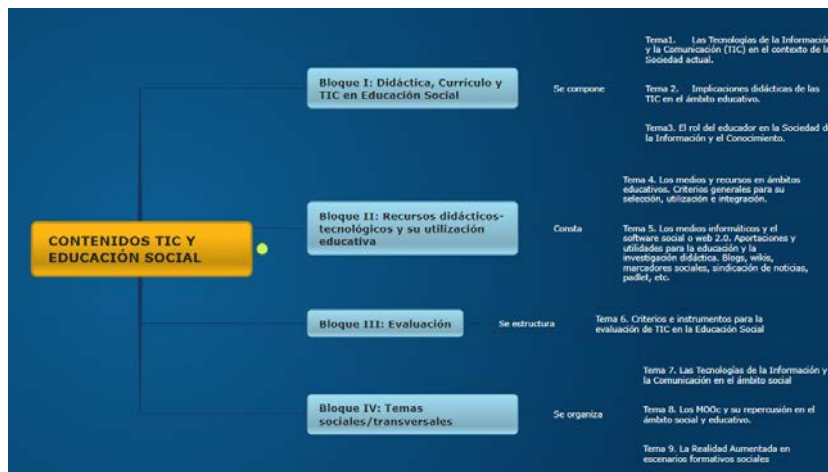 CONTENIDOS TIC Y
EDUCACIÓN SOCIAL
Bloque I: Didáctica, Currículo y
TIC en Educación Social
Se compone
Tema1. Las Tecnologías de la Información
y la Comunicación (TIC) en el contexto de la
Sociedad actual.
Tema 2. Implicaciones didácticas de las
TIC en el ámbito educativo.
Tema3. El rol del educador en la Sociedad de
la Información y el Conocimiento.
Bloque II: Recursos didácticos-
tecnológicos y su utilización
educativa
Consta
Tema 4. Los medios y recursos en ámbitos
educativos. Criterios generales para su
selección, utilización e integración.
Tema 5. Los medios informáticos y el
software social o web 2.0. Aportaciones y
utilidades para la educación y la
investigación didáctica. Blogs, wikis,
marcadores sociales, sindicación de noticias,
padlet, etc.
Bloque III: Evaluación
Se estructura
Tema 6. Criterios e instrumentos para la
evaluación de TIC en la Educación Social
Bloque IV: Temas
sociales/transversales
Se organiza
Tema 7. Las Tecnologías de la Información y
la Comunicación en el ámbito social
Tema 8. Los MOOc y su repercusión en el
ámbito social y educativo.
Tema 9. La Realidad Aumentada en
escenarios formativos sociales